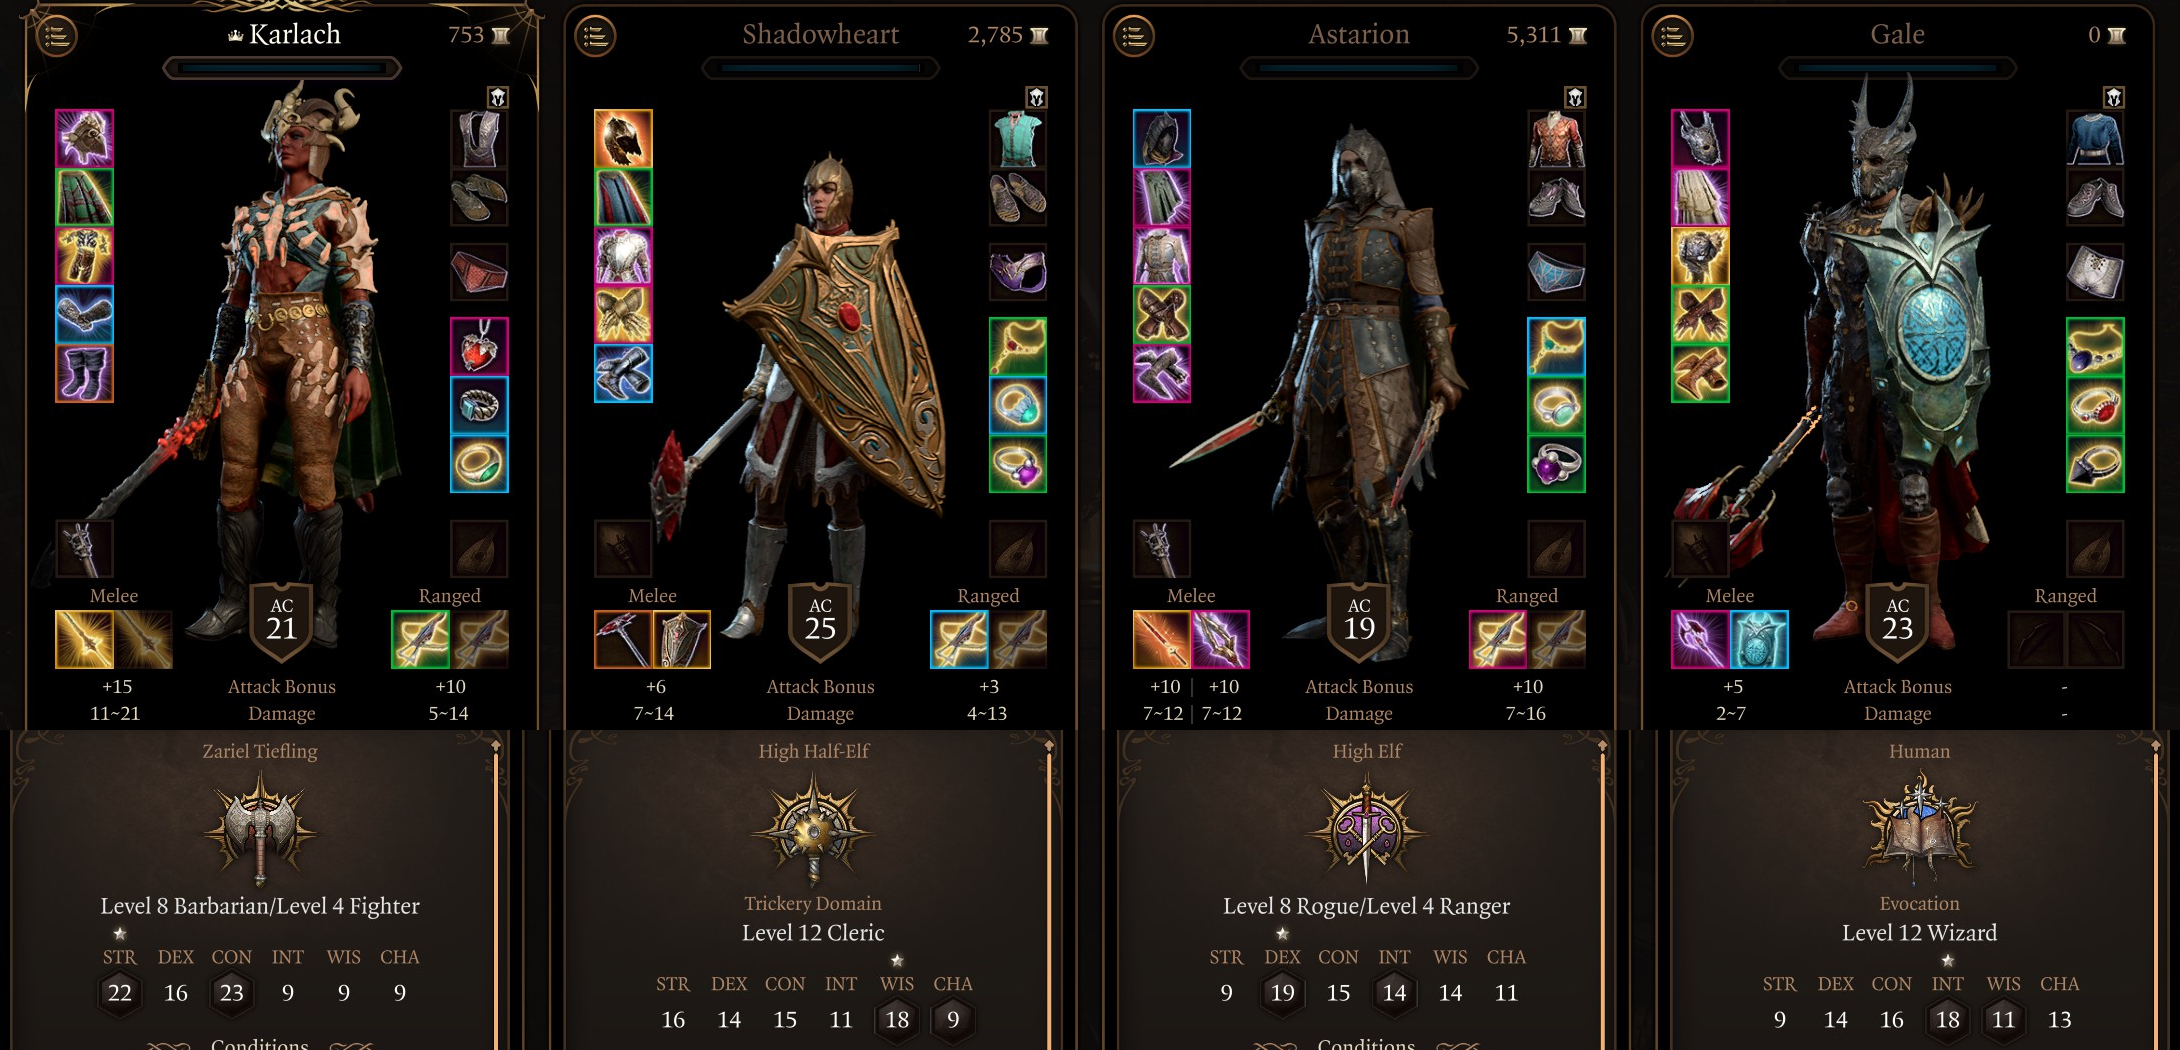 Karlach 753
Shadowheart 2,785
Astarion 5,311
Gale 0
Melee AC 21 Ranged
+15 Attack Bonus +10
11~21 Damage 5~14
Melee AC 25 Ranged
+6 Attack Bonus +3
7~14 Damage 4~13
Melee AC 19 Ranged
+10 | +10 Attack Bonus +10
7~12 | 7~12 Damage 7~16
Melee AC 23 Ranged
+5 Attack Bonus -
2~7 Damage -
Zariel Tiefling
Level 8 Barbarian/Level 4 Fighter
STR DEX CON INT WIS CHA
22 16 23 9 9 9
Conditions
High Half-Elf
Trickery Domain
Level 12 Cleric
STR DEX CON INT WIS CHA
16 14 15 11 18 9
High Elf
Level 8 Rogue/Level 4 Ranger
STR DEX CON INT WIS CHA
9 19 15 14 14 11
Conditions
Human
Evocation
Level 12 Wizard
STR DEX CON INT WIS CHA
9 14 16 18 11 13